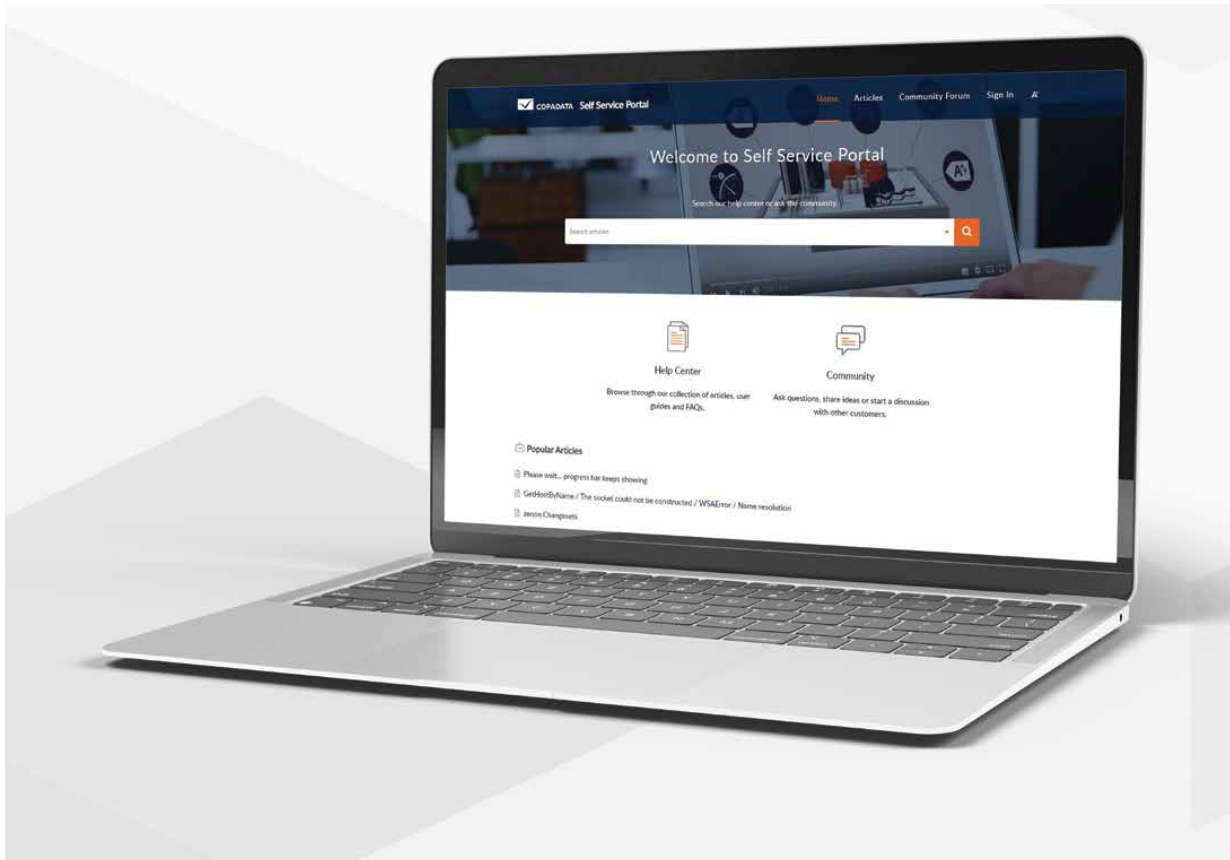 COPADATA Self Service Portal
Home Articles Community Forum Sign In
Welcome to Self Service Portal
Search our help center or ask the community.
Search articles
Help Center
Browse through our collection of articles, user
guides and FAQs.
Community
Ask questions, share ideas or start a discussion
with other customers.
Popular Articles
Please wait... progress bar keeps showing
GetHostByName / The socket could not be constructed / WSAError / Name resolution
zenon Changesets